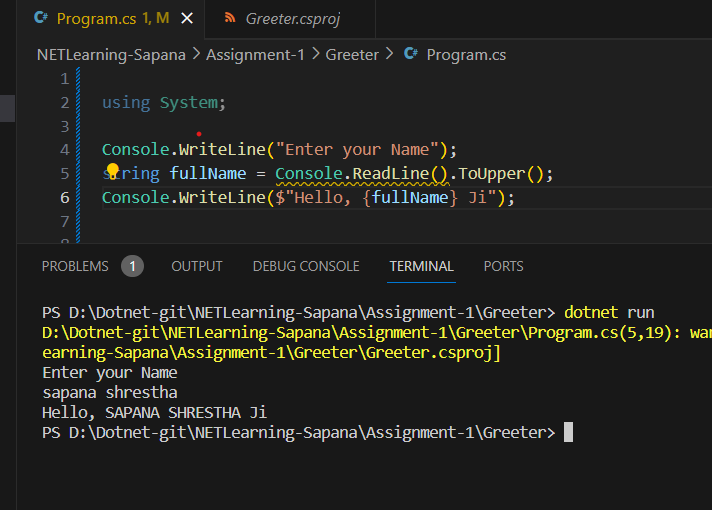 Program.cs 1, M
Greeter.csproj
NETLearning-Sapana > Assignment-1 > Greeter > Program.cs
1
2 using System;
3
4 Console.WriteLine("Enter your Name");
5 string fullName = Console.ReadLine().ToUpper();
6 Console.WriteLine($"Hello, {fullName} Ji");
7
PROBLEMS 1 OUTPUT DEBUG CONSOLE TERMINAL PORTS
PS D:\Dotnet-git\NETLearning-Sapana\Assignment-1\Greeter> dotnet run
D:\Dotnet-git\NETLearning-Sapana\Assignment-1\Greeter\Program.cs(5,19): war
earning-Sapana\Assignment-1\Greeter\Greeter.csproj]
Enter your Name
sapana shrestha
Hello, SAPANA SHRESTHA Ji
PS D:\Dotnet-git\NETLearning-Sapana\Assignment-1\Greeter>